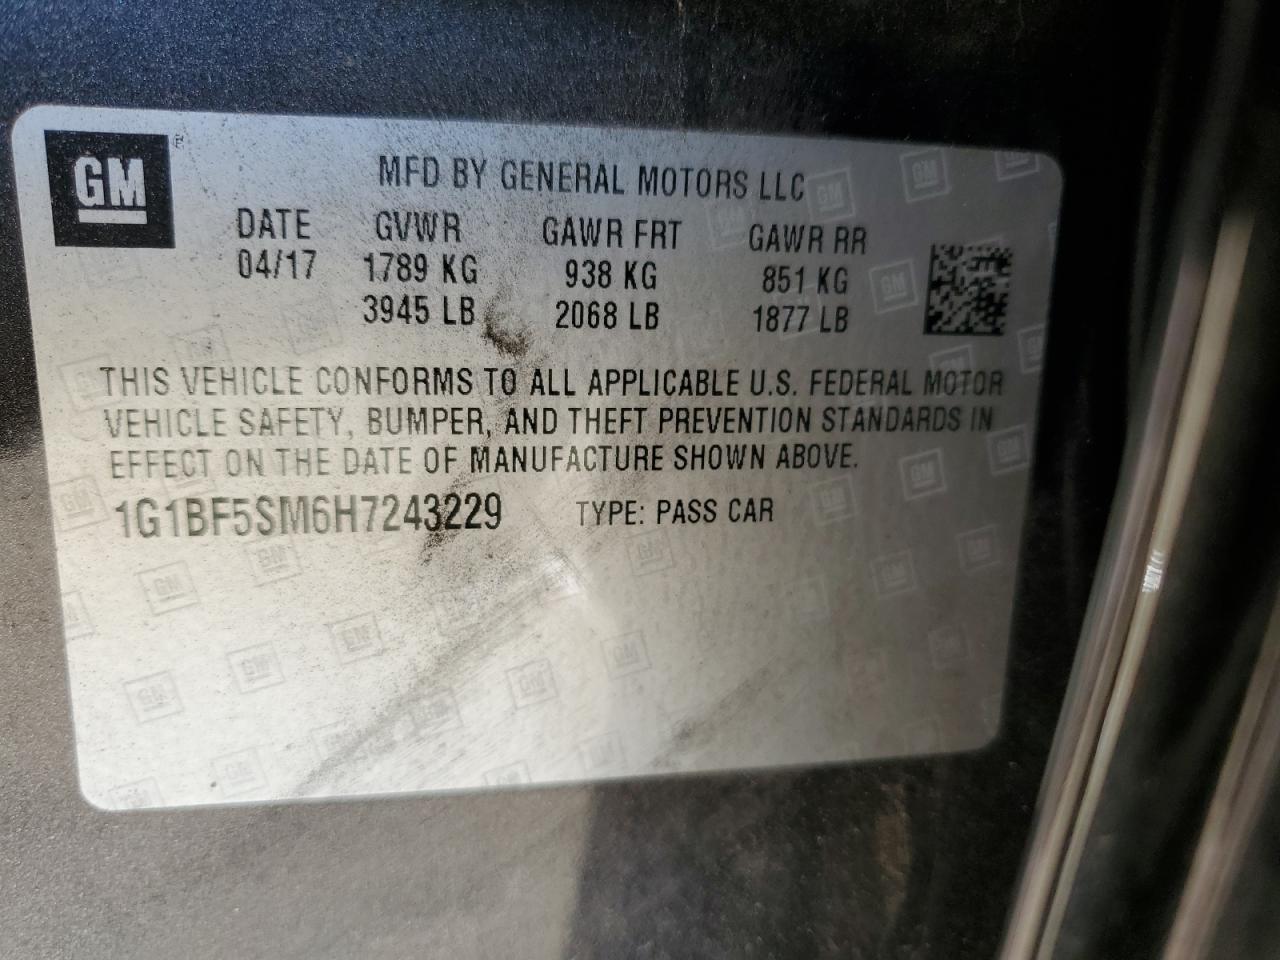 GM
MFD BY GENERAL MOTORS LLC
DATE GVWR GAWR FRT GAWR RR
04/17 1789 KG 938 KG 851 KG
3945 LB 2068 LB 1877 LB
THIS VEHICLE CONFORMS TO ALL APPLICABLE U.S. FEDERAL MOTOR
VEHICLE SAFETY, BUMPER, AND THEFT PREVENTION STANDARDS IN
EFFECT ON THE DATE OF MANUFACTURE SHOWN ABOVE.
1G1BF5SM6H7243229 TYPE: PASS CAR